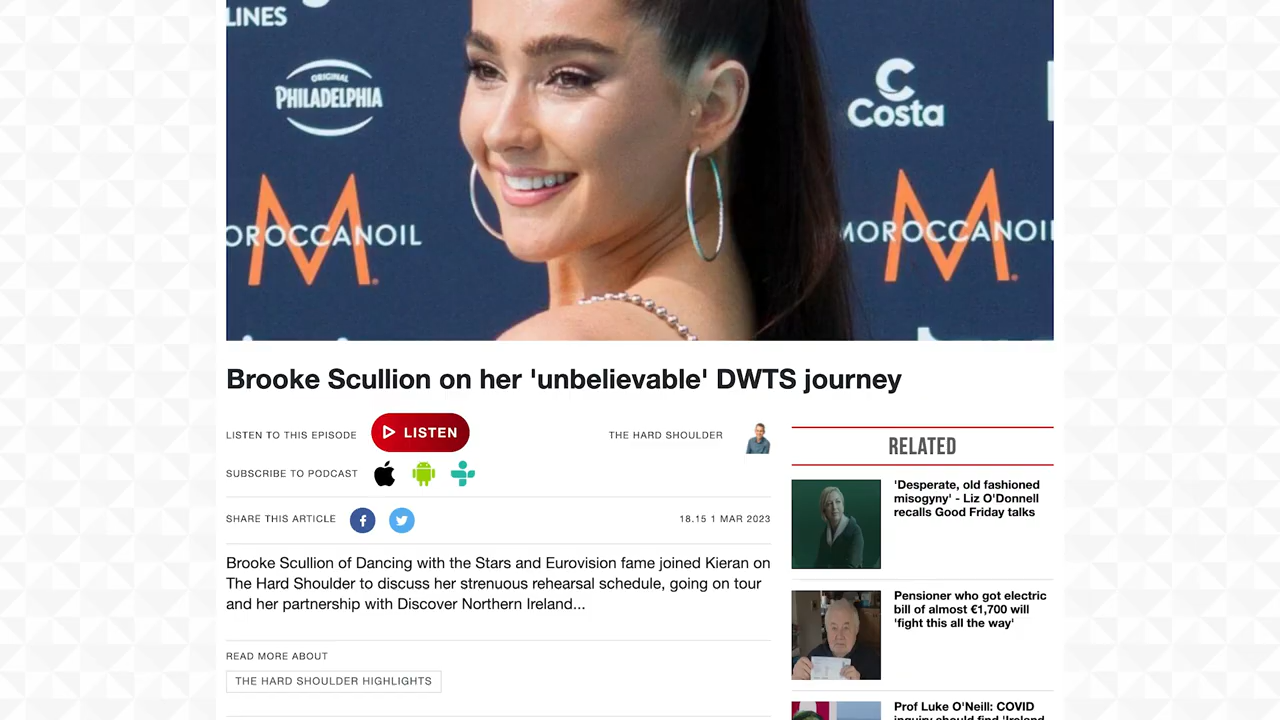 LINES
ORIGINAL
PHILADELPHIA
Costa
MOROCCANOIL
OROCCANOIL
Brooke Scullion on her 'unbelievable' DWTS journey
LISTEN TO THIS EPISODE
LISTEN
THE HARD SHOULDER
SUBSCRIBE TO PODCAST
SHARE THIS ARTICLE
18.15 1 MAR 2023
Brooke Scullion of Dancing with the Stars and Eurovision fame joined Kieran on
The Hard Shoulder to discuss her strenuous rehearsal schedule, going on tour
and her partnership with Discover Northern Ireland...
READ MORE ABOUT
THE HARD SHOULDER HIGHLIGHTS
RELATED
'Desperate, old fashioned
misogyny' - Liz O'Donnell
recalls Good Friday talks
Pensioner who got electric
bill of almost €1,700 will
'fight this all the way'
Prof Luke O'Neill: COVID
inquiry should find 'Ireland